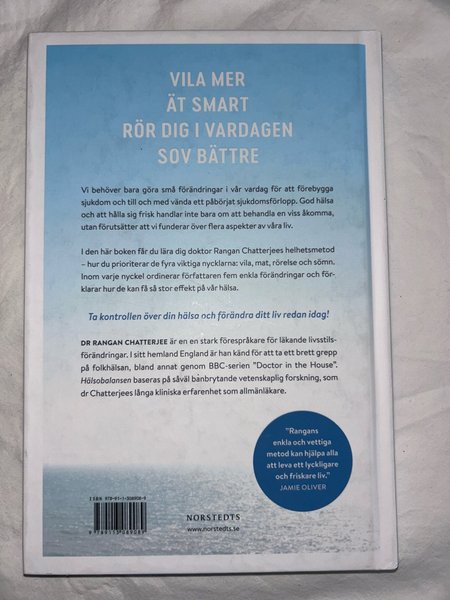 VILA MER
ÄT SMART
RÖR DIG I VARDAGEN
SOV BÄTTRE
Vi behöver bara göra små förändringar i vår vardag för att förebygga
sjukdom och till och med vända ett påbörjat sjukdomsförlopp. God hälsa
och att hålla sig frisk handlar inte bara om att behandla en viss åkomma,
utan förutsätter att vi funderar över flera aspekter av våra liv.
I den här boken får du lära dig doktor Rangan Chatterjees helhetsmetod
– hur du prioriterar de fyra viktiga nycklarna: vila, mat, rörelse och sömn.
Inom varje nyckel ordinerar författaren fem enkla förändringar och för-
klarar hur de kan få så stor effekt på vår hälsa.
Ta kontrollen över din hälsa och förändra ditt liv redan idag!
DR RANGAN CHATTERJEE är en en stark förespråkare för läkande livsstils-
förändringar. I sitt hemland England är han känd för att ta ett brett grepp
på folkhälsan, bland annat genom BBC-serien "Doctor in the House".
Hälsobalansen baseras på såväl banbrytande vetenskaplig forskning, som
dr Chatterjees långa kliniska erfarenhet som allmänläkare.
"Rangans
enkla och vettiga
metod kan hjälpa alla
att leva ett lyckligare
och friskare liv."
JAMIE OLIVER
ISBN 978-91-1-308908-9
9 789113 089089
NORSTEDTS
www.norstedts.se